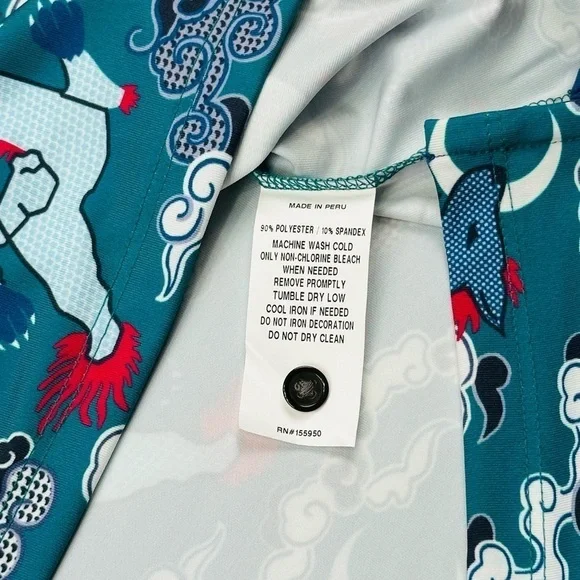 MADE IN PERU
90% POLYESTER / 10% SPANDEX
MACHINE WASH COLD
ONLY NON-CHLORINE BLEACH
WHEN NEEDED
REMOVE PROMPTLY
TUMBLE DRY LOW
COOL IRON IF NEEDED
DO NOT IRON DECORATION
DO NOT DRY CLEAN
RN#155950